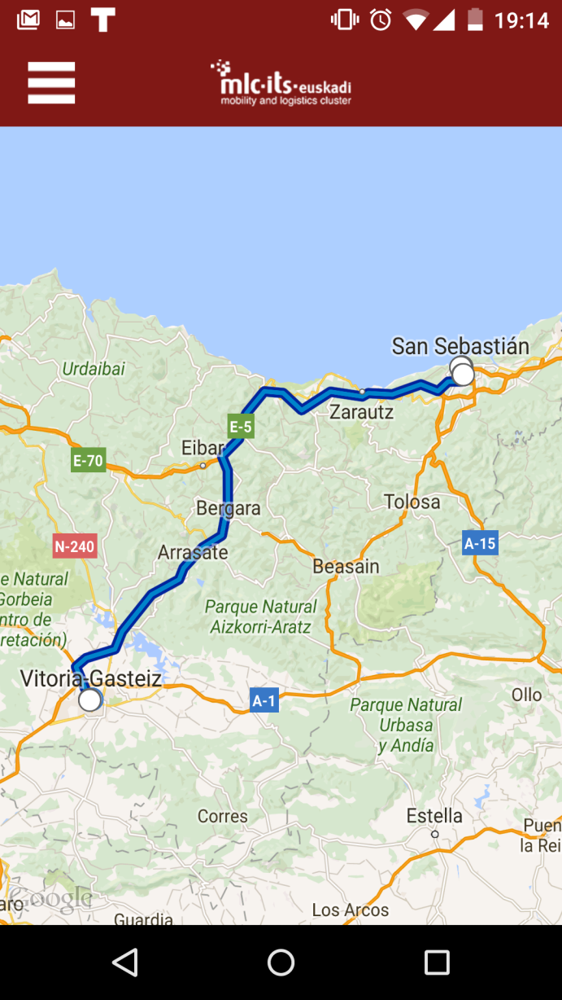 19:14
mlc·its·euskadi
mobility and logistics cluster
San Sebastián
Urdaibai
Zarautz
E-5
Eibar
E-70
Tolosa
Bergara
N-240
A-15
Arrasate
Beasain
e Natural
Gorbeia
ntro de
retación)
Parque Natural
Aizkorri-Aratz
Vitoria-Gasteiz
A-1
Ollo
Parque Natural
Urbasa
y Andía
Corres
Estella
Puen
la Rei
aro
Google
Los Arcos
Guardia